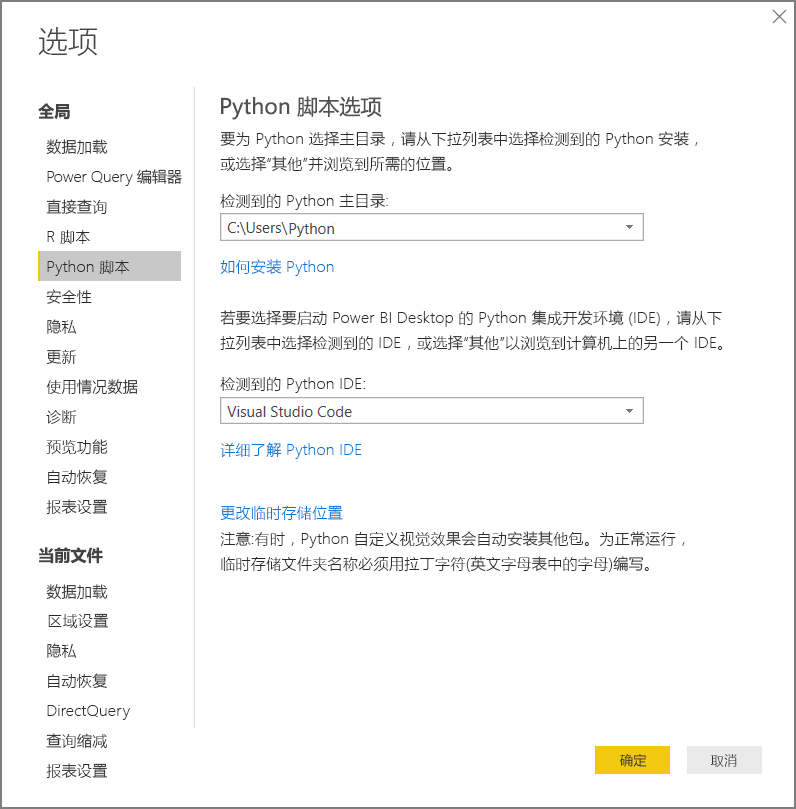 选项
全局
数据加载
Power Query 编辑器
直接查询
R 脚本
Python 脚本
安全性
隐私
更新
使用情况数据
诊断
预览功能
自动恢复
报表设置
当前文件
数据加载
区域设置
隐私
自动恢复
DirectQuery
查询缩减
报表设置
Python 脚本选项
要为 Python 选择主目录，请从下拉列表中选择检测到的 Python 安装，
或选择“其他”并浏览到所需的位置。
检测到的 Python 主目录:
C:\Users\Python
如何安装 Python
若要选择要启动 Power BI Desktop 的 Python 集成开发环境 (IDE)，请从下
拉列表中选择检测到的 IDE，或选择“其他”以浏览到计算机上的另一个 IDE。
检测到的 Python IDE:
Visual Studio Code
详细了解 Python IDE
更改临时存储位置
注意:有时，Python 自定义视觉效果会自动安装其他包。为正常运行，
临时存储文件夹名称必须用拉丁字符(英文字母表中的字母)编写。
确定
取消